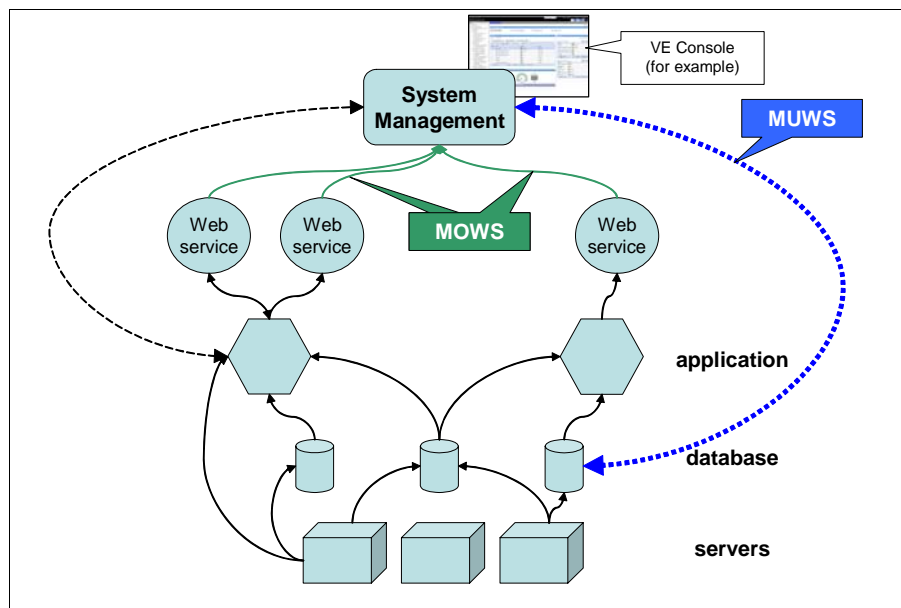 VE Console
(for example)
System
Management
MUWS
Web
service
Web
service
MOWS
Web
service
application
database
servers